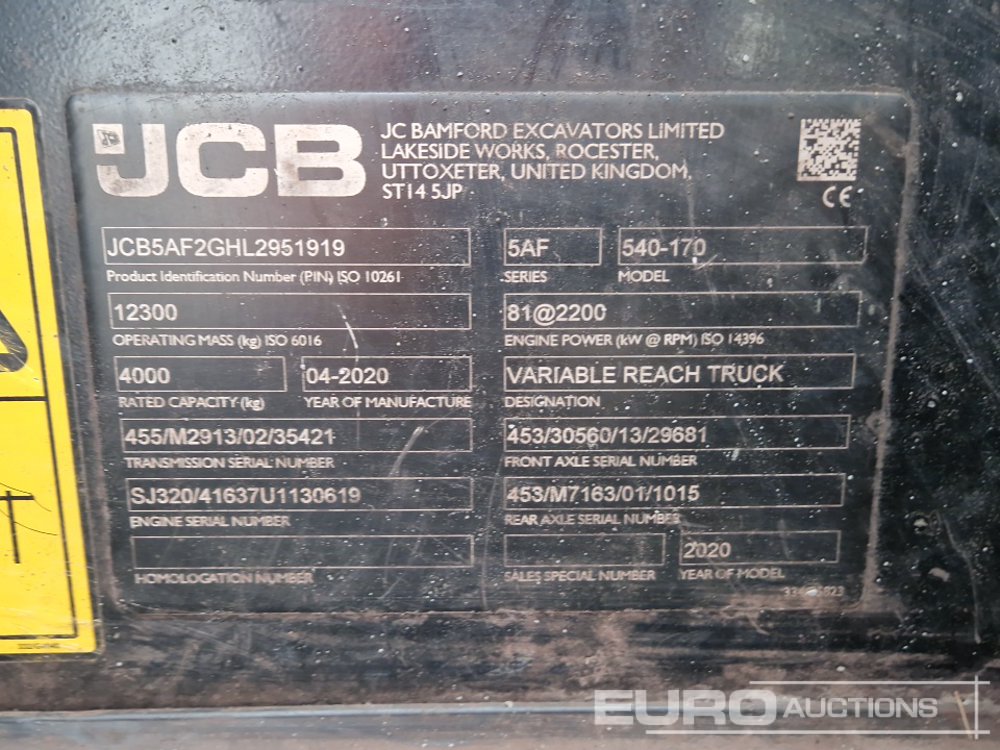 JCB
JC BAMFORD EXCAVATORS LIMITED
LAKESIDE WORKS, ROCESTER,
UTTOXETER, UNITED KINGDOM,
ST14 5JP
CE
JCB5AF2GHL2951919
Product Identification Number (PIN) ISO 10261
5AF
SERIES
540-170
MODEL
12300
OPERATING MASS (kg) ISO 6016
81@2200
ENGINE POWER (kW @ RPM) ISO 14396
4000
RATED CAPACITY (kg)
04-2020
YEAR OF MANUFACTURE
VARIABLE REACH TRUCK
DESIGNATION
455/M2913/02/35421
TRANSMISSION SERIAL NUMBER
453/30560/13/29681
FRONT AXLE SERIAL NUMBER
SJ320/41637U1130619
ENGINE SERIAL NUMBER
453/M7163/01/1015
REAR AXLE SERIAL NUMBER
HOMOLOGATION NUMBER
SALES SPECIAL NUMBER
2020
YEAR OF MODEL
EURO AUCTIONS